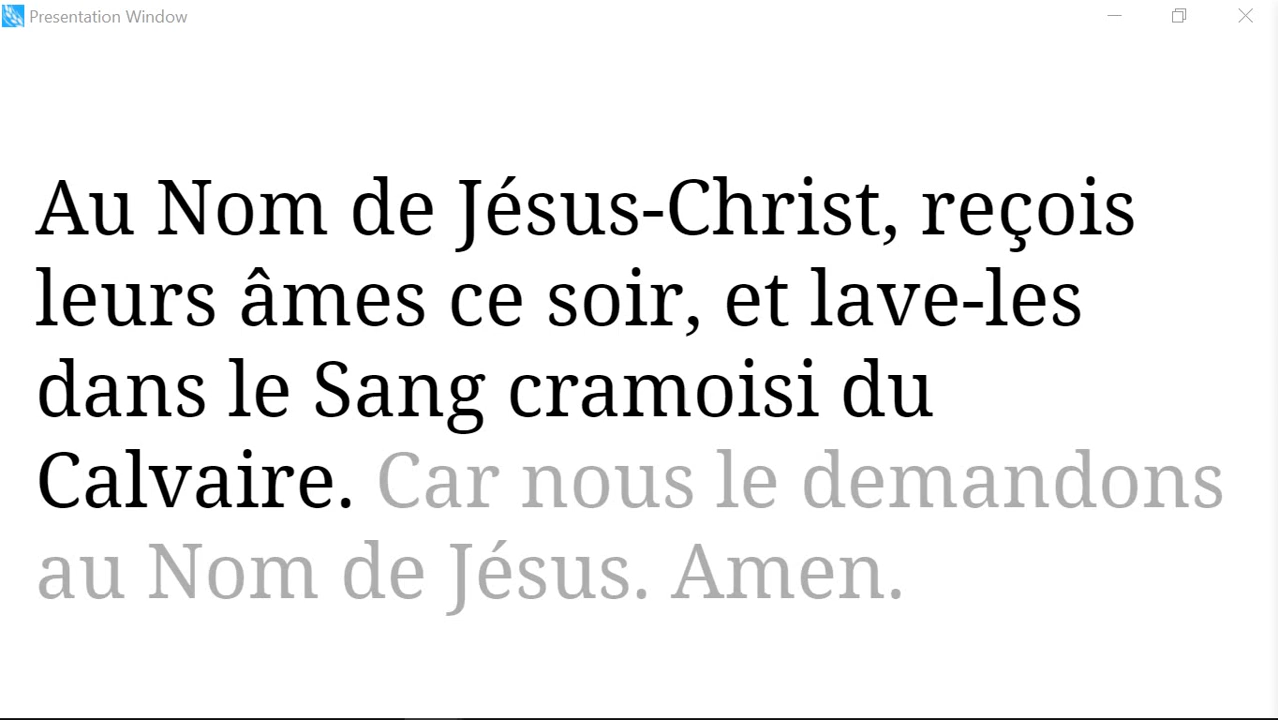 Presentation Window
Au Nom de Jésus-Christ, reçois
leurs âmes ce soir, et lave-les
dans le Sang cramoisi du
Calvaire. Car nous le demandons
au Nom de Jésus. Amen.